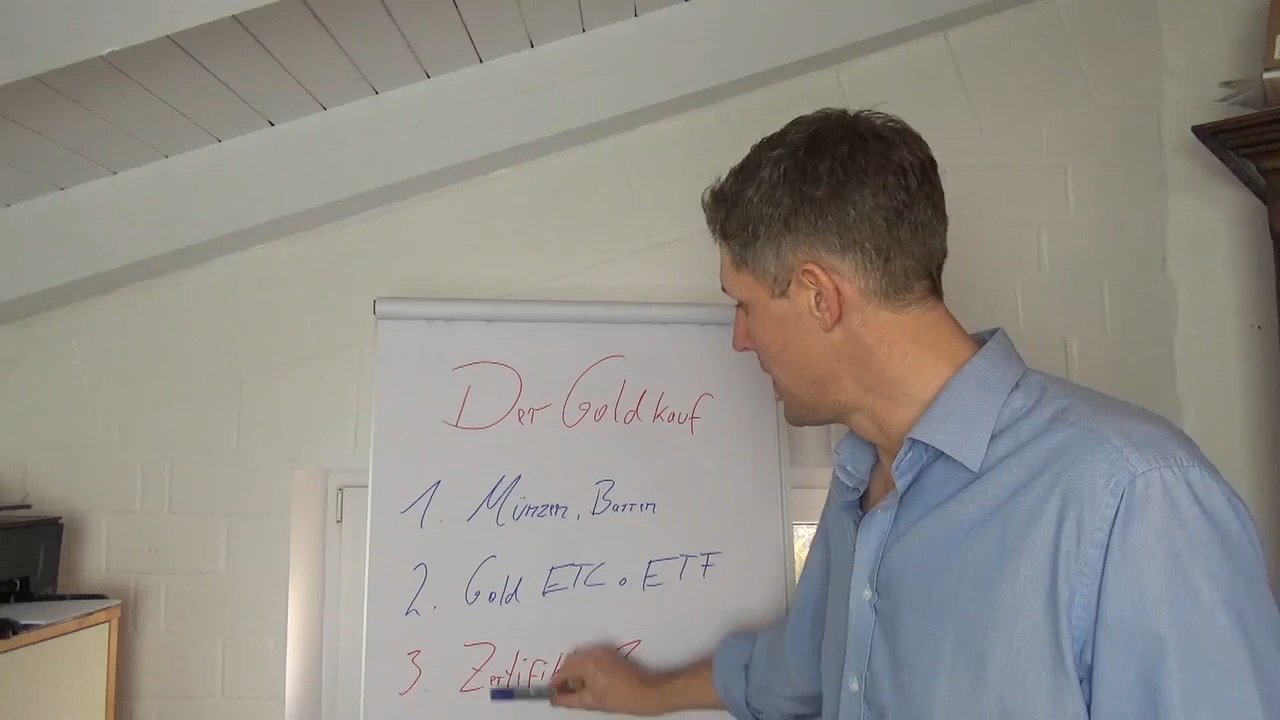 Der Goldkauf
1. Münzen, Barren
2. Gold ETC o. ETF
3.